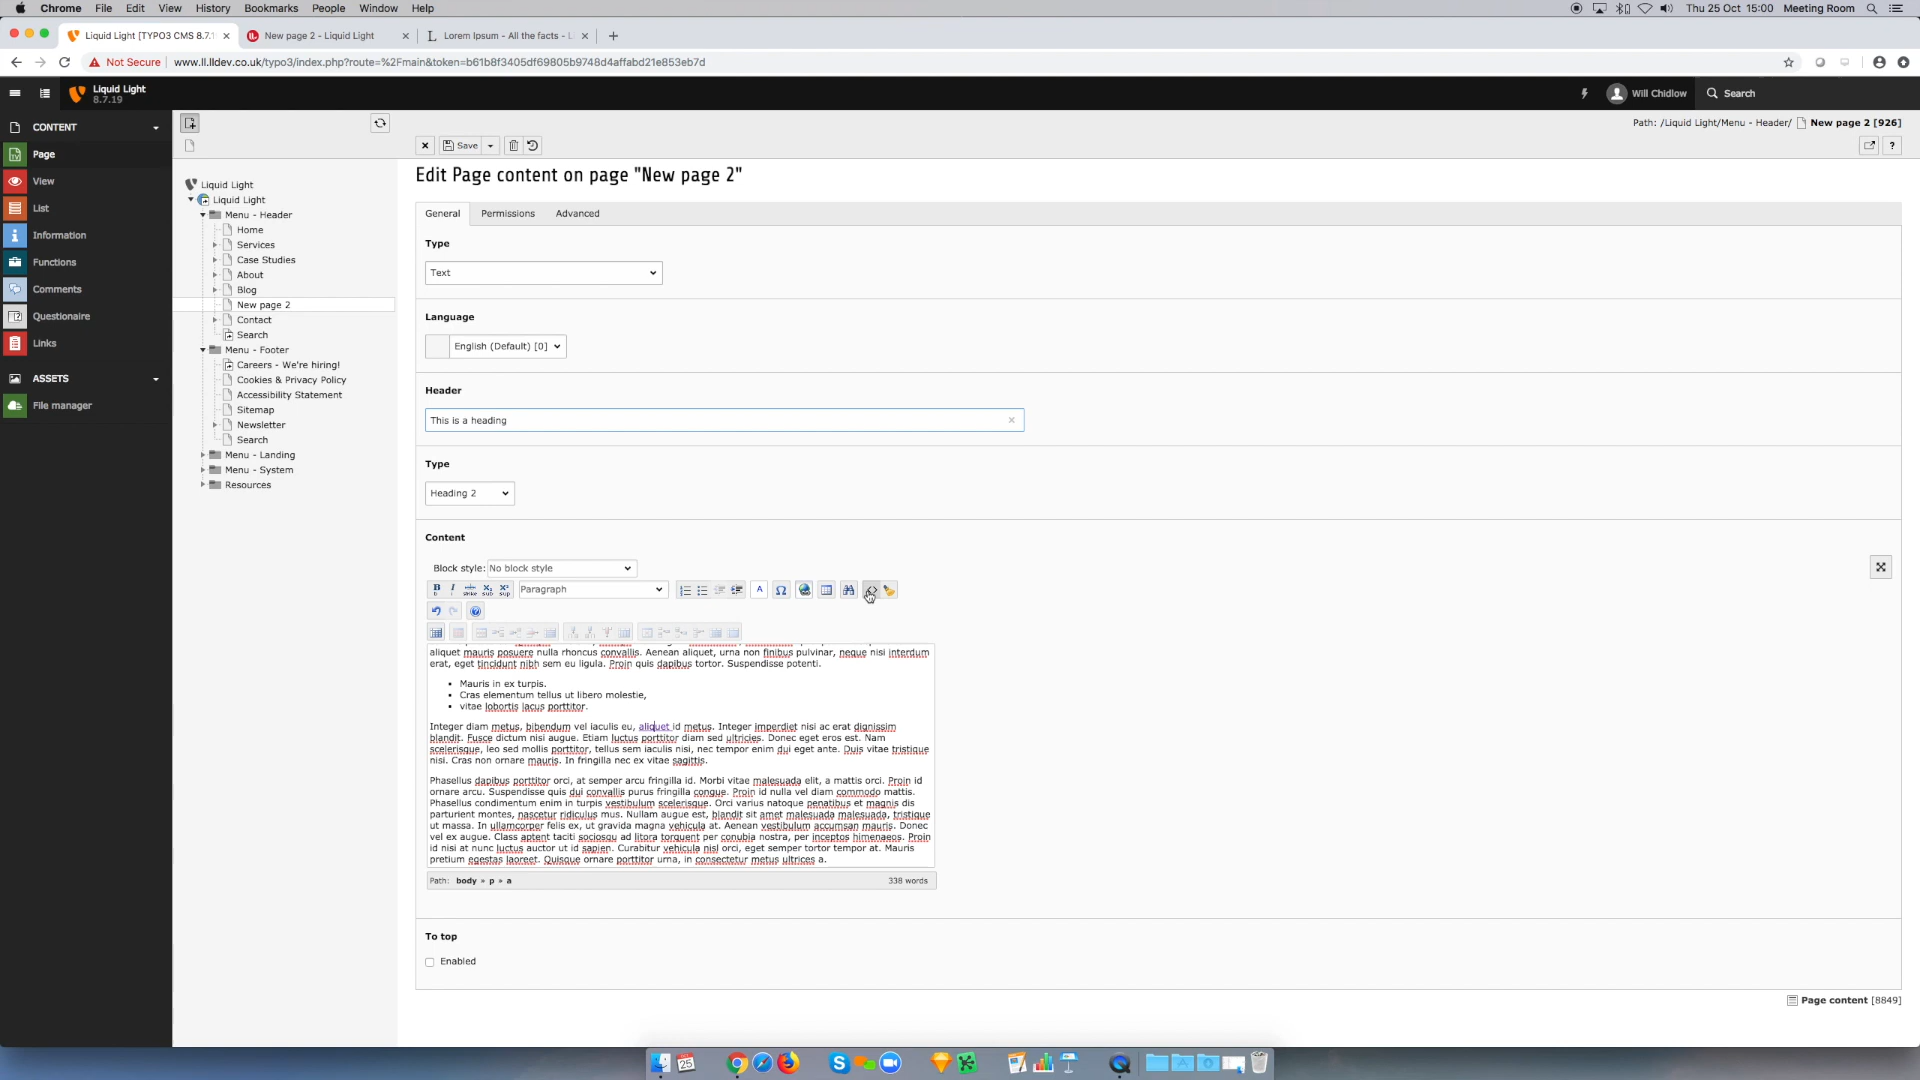 Chrome File Edit View History Bookmarks People Window Help Thu 25 Oct 15:00 Meeting Room
Liquid Light [TYPO3 CMS 8.7.1 New page 2 - Liquid Light Lorem Ipsum - All the facts - L
Not Secure www.ll.lldev.co.uk/typo3/index.php?route=%2Fmain&token=b61b8f3405df69805b9748d4affabd21e853eb7d
Liquid Light
8.7.19
Will Chidlow Search
CONTENT
Page
View
List
Information
Functions
Comments
Questionaire
Links
ASSETS
File manager
Liquid Light
Liquid Light
Menu - Header
Home
Services
Case Studies
About
Blog
New page 2
Contact
Search
Menu - Footer
Careers - We're hiring!
Cookies & Privacy Policy
Accessibility Statement
Sitemap
Newsletter
Search
Menu - Landing
Menu - System
Resources
Path: /Liquid Light/Menu - Header/ New page 2 [926]
Save
Edit Page content on page "New page 2"
General Permissions Advanced
Type
Text
Language
English (Default) [0]
Header
This is a heading
Type
Heading 2
Content
Block style: No block style
Paragraph
aliquet mauris posuere nulla rhoncus convallis. Aenean aliquet, urna non finibus pulvinar, neque nisi interdum
erat, eget tincidunt nibh sem eu ligula. Proin quis dapibus tortor. Suspendisse potenti.
• Mauris in ex turpis.
• Cras elementum tellus ut libero molestie,
• vitae lobortis lacus porttitor.
Integer diam metus, bibendum vel iaculis eu, aliquet id metus. Integer imperdiet nisi ac erat dignissim
blandit. Fusce dictum nisi augue. Etiam luctus porttitor diam sed ultricies. Donec eget eros est. Nam
scelerisque, leo sed mollis porttitor, tellus sem iaculis nisi, nec tempor enim dui eget ante. Duis vitae tristique
nisi. Cras non ornare mauris. In fringilla nec ex vitae sagittis.
Phasellus dapibus porttitor orci, at semper arcu fringilla id. Morbi vitae malesuada elit, a mattis orci. Proin id
ornare arcu. Suspendisse quis dui convallis purus fringilla congue. Proin id nulla vel diam commodo mattis.
Phasellus condimentum enim in turpis vestibulum scelerisque. Orci varius natoque penatibus et magnis dis
parturient montes, nascetur ridiculus mus. Nullam augue est, blandit sit amet malesuada malesuada, tristique
ut massa. In ullamcorper felis ex, ut gravida magna vehicula at. Aenean vestibulum accumsan mauris. Donec
vel ex augue. Class aptent taciti sociosqu ad litora torquent per conubia nostra, per inceptos himenaeos. Proin
id nisi at nunc luctus auctor ut id sapien. Curabitur vehicula nisl orci, eget semper tortor tempor at. Mauris
pretium egestas laoreet. Quisque ornare porttitor urna, in consectetur metus ultrices a.
Path: body » p » a 338 words
To top
Enabled
Page content [8849]